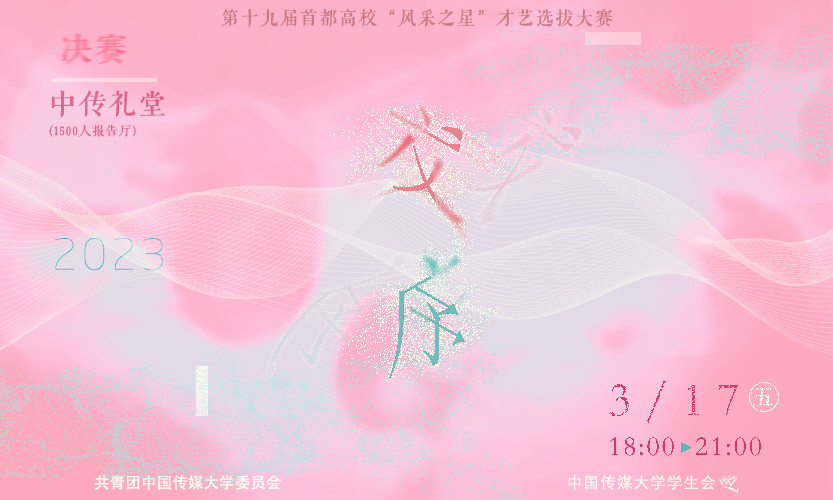 第十九届首都高校“风采之星”才艺选拔大赛
决赛
中传礼堂
(1500人报告厅)
序
2023
3/17 五
18:00▶21:00
共青团中国传媒大学委员会
中国传媒大学学生会